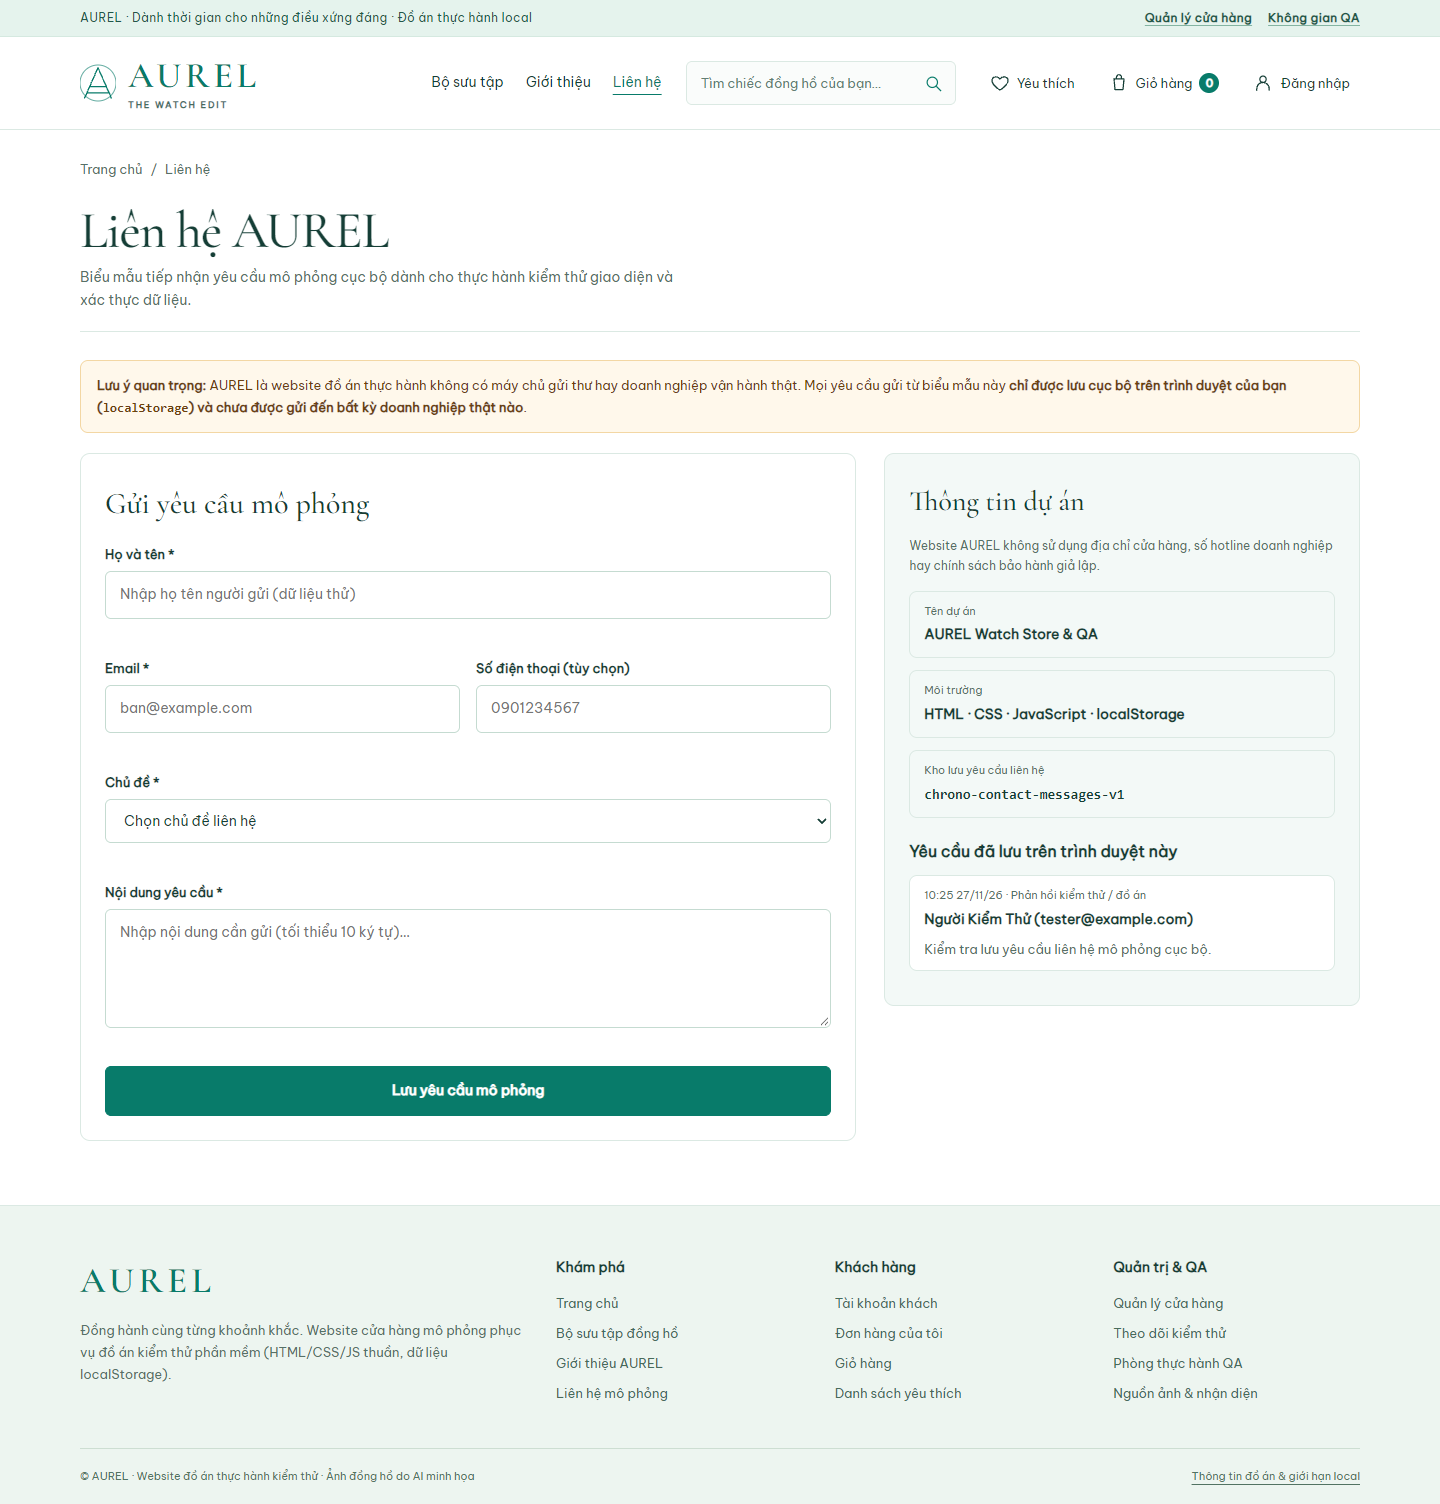 AUREL · Dành thời gian cho những điều xứng đáng · Đồ án thực hành local
Quản lý cửa hàng
Không gian QA
AUREL
THE WATCH EDIT
Bộ sưu tập
Giới thiệu
Liên hệ
Tìm chiếc đồng hồ của bạn...
Yêu thích
Giỏ hàng 0
Đăng nhập
Trang chủ / Liên hệ
Liên hệ AUREL
Biểu mẫu tiếp nhận yêu cầu mô phỏng cục bộ dành cho thực hành kiểm thử giao diện và
xác thực dữ liệu.
Lưu ý quan trọng: AUREL là website đồ án thực hành không có máy chủ gửi thư hay doanh nghiệp vận hành thật. Mọi yêu cầu gửi từ biểu mẫu này chỉ được lưu cục bộ trên trình duyệt của bạn
(localStorage) và chưa được gửi đến bất kỳ doanh nghiệp thật nào.
Gửi yêu cầu mô phỏng
Họ và tên *
Nhập họ tên người gửi (dữ liệu thử)
Email *
Số điện thoại (tùy chọn)
ban@example.com
0901234567
Chủ đề *
Chọn chủ đề liên hệ
Nội dung yêu cầu *
Nhập nội dung cần gửi (tối thiểu 10 ký tự)...
Lưu yêu cầu mô phỏng
Thông tin dự án
Website AUREL không sử dụng địa chỉ cửa hàng, số hotline doanh nghiệp
hay chính sách bảo hành giả lập.
Tên dự án
AUREL Watch Store & QA
Môi trường
HTML · CSS · JavaScript · localStorage
Kho lưu yêu cầu liên hệ
chrono-contact-messages-v1
Yêu cầu đã lưu trên trình duyệt này
10:25 27/11/26 · Phản hồi kiểm thử / đồ án
Người Kiểm Thử (tester@example.com)
Kiểm tra lưu yêu cầu liên hệ mô phỏng cục bộ.
AUREL
Đồng hành cùng từng khoảnh khắc. Website cửa hàng mô phỏng phục
vụ đồ án kiểm thử phần mềm (HTML/CSS/JS thuần, dữ liệu
localStorage).
Khám phá
Trang chủ
Bộ sưu tập đồng hồ
Giới thiệu AUREL
Liên hệ mô phỏng
Khách hàng
Tài khoản khách
Đơn hàng của tôi
Giỏ hàng
Danh sách yêu thích
Quản trị & QA
Quản lý cửa hàng
Theo dõi kiểm thử
Phòng thực hành QA
Nguồn ảnh & nhận diện
© AUREL · Website đồ án thực hành kiểm thử · Ảnh đồng hồ do AI minh họa
Thông tin đồ án & giới hạn local